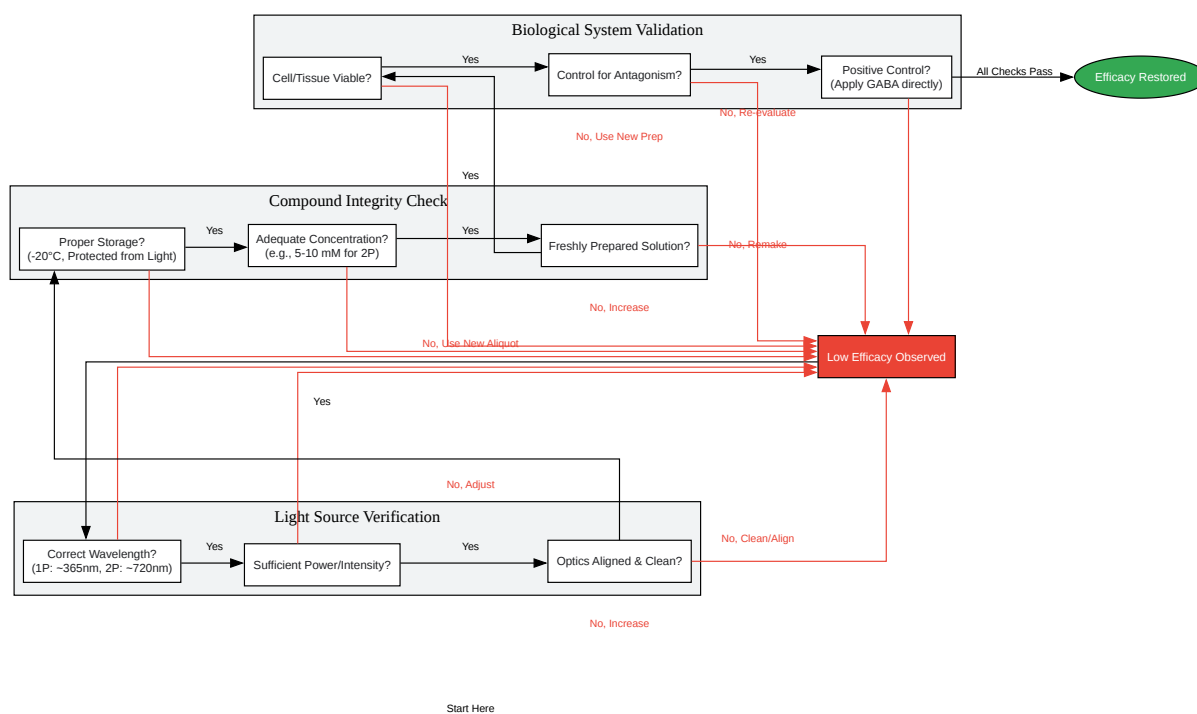 Biological System Validation
Cell/Tissue Viable?
Yes
Control for Antagonism?
Yes
Positive Control?
(Apply GABA directly)
All Checks Pass
Efficacy Restored
No, Re-evaluate
No, Use New Prep
Yes
Compound Integrity Check
Proper Storage?
(-20°C, Protected from Light)
Yes
Adequate Concentration?
(e.g., 5-10 mM for 2P)
Yes
Freshly Prepared Solution?
No, Remake
No, Increase
No, Use New Aliquot
Low Efficacy Observed
Yes
No, Adjust
Light Source Verification
Correct Wavelength?
(1P: ~365nm, 2P: ~720nm)
Yes
Sufficient Power/Intensity?
Yes
Optics Aligned & Clean?
No, Clean/Align
No, Increase
Start Here